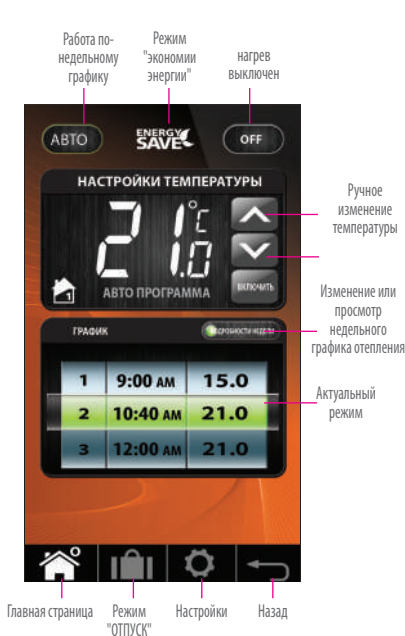 Работа по-
недельному
графику
Режим
"экономии
энергии"
нагрев
выключен
АВТО
ENERGY
SAVE
OFF
НАСТРОЙКИ ТЕМПЕРАТУРЫ
21°C
21.0
1
АВТО ПРОГРАММА
ВКЛЮЧИТЬ
Ручное
изменение
температуры
Изменение или
просмотр
недельного
графика отепления
ГРАФИК
НЕДЕЛИ
1 9:00 AM 15.0
2 10:40 AM 21.0
3 12:00 AM 21.0
Актуальный
режим
Главная страница
Режим
"ОТПУСК"
Настройки
Назад